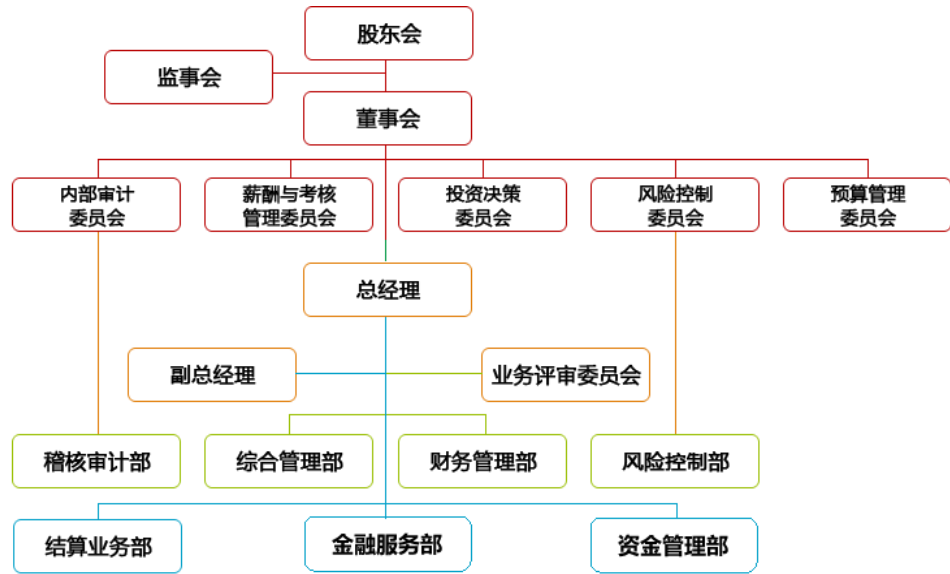 股东会
监事会
董事会
内部审计
委员会
薪酬与考核
管理委员会
投资决策
委员会
风险控制
委员会
预算管理
委员会
总经理
副总经理
业务评审委员会
稽核审计部
综合管理部
财务管理部
风险控制部
结算业务部
金融服务部
资金管理部